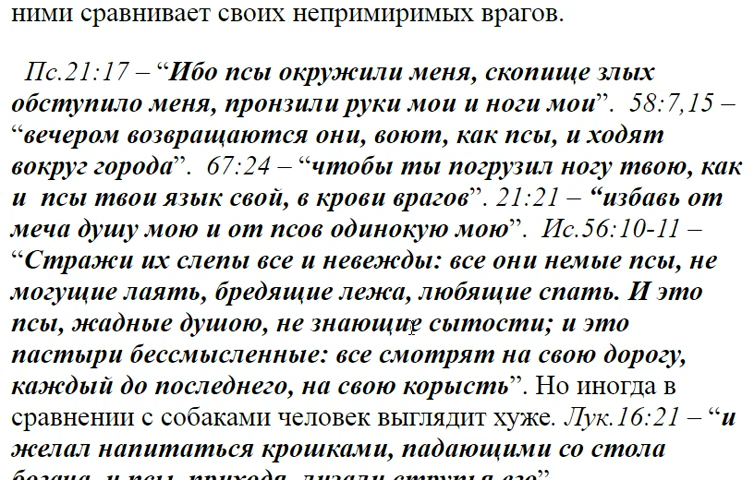 ними сравнивает своих непримиримых врагов.
Пс.21:17 – “Ибо псы окружили меня, скопище злых
обступило меня, пронзили руки мои и ноги мои”. 58:7,15 –
“вечером возвращаются они, воют, как псы, и ходят
вокруг города”. 67:24 – “чтобы ты погрузил ногу твою, как
и псы твои язык свой, в крови врагов”. 21:21 – “избавь от
меча душу мою и от псов одинокую мою”. Ис.56:10-11 –
“Стражи их слепы все и невежды: все они немые псы, не
могущие лаять, бредящие лежа, любящие спать. И это
псы, жадные душою, не знающие сытости; и это
пастыри бессмысленные: все смотрят на свою дорогу,
каждый до последнего, на свою корысть”. Но иногда в
сравнении с собаками человек выглядит хуже. Лук.16:21 – “и
желал напитаться крошками, падающими со стола
богача, и псы, приходя, лизали струпья его”